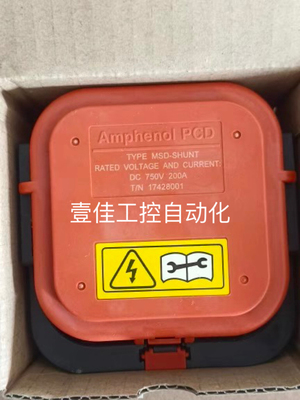 Amphenol PCD
TYPE MSD-SHUNT
RATED VOLTAGE AND CURRENT:
DC 750V 200A
T/N 17428001
壹佳工控自动化